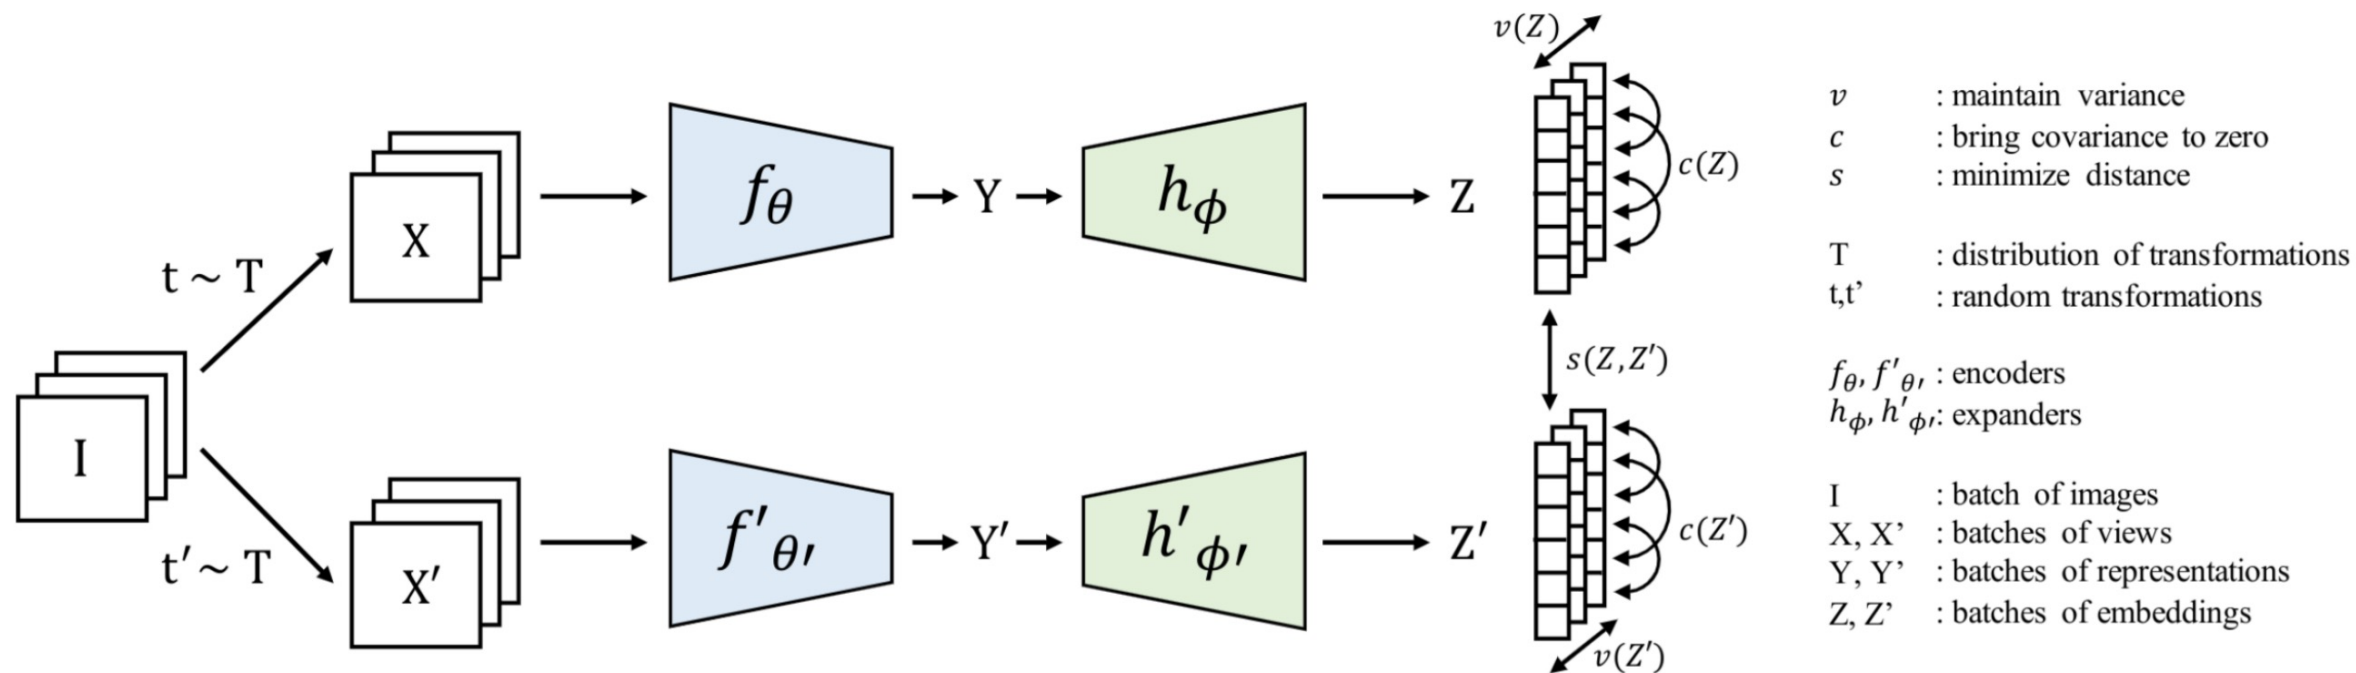 v(Z)
c(Z)
t ~ T
X
fθ
Y
hϕ
Z
s(Z,Z′)
I
t′~ T
X′
f′θ′
Y′
h′ϕ′
Z′
c(Z′)
v(Z′)
v : maintain variance
c : bring covariance to zero
s : minimize distance
T : distribution of transformations
t,t’ : random transformations
fθ, f′θ′ : encoders
hϕ, h′ϕ′: expanders
I : batch of images
X, X’ : batches of views
Y, Y’ : batches of representations
Z, Z’ : batches of embeddings